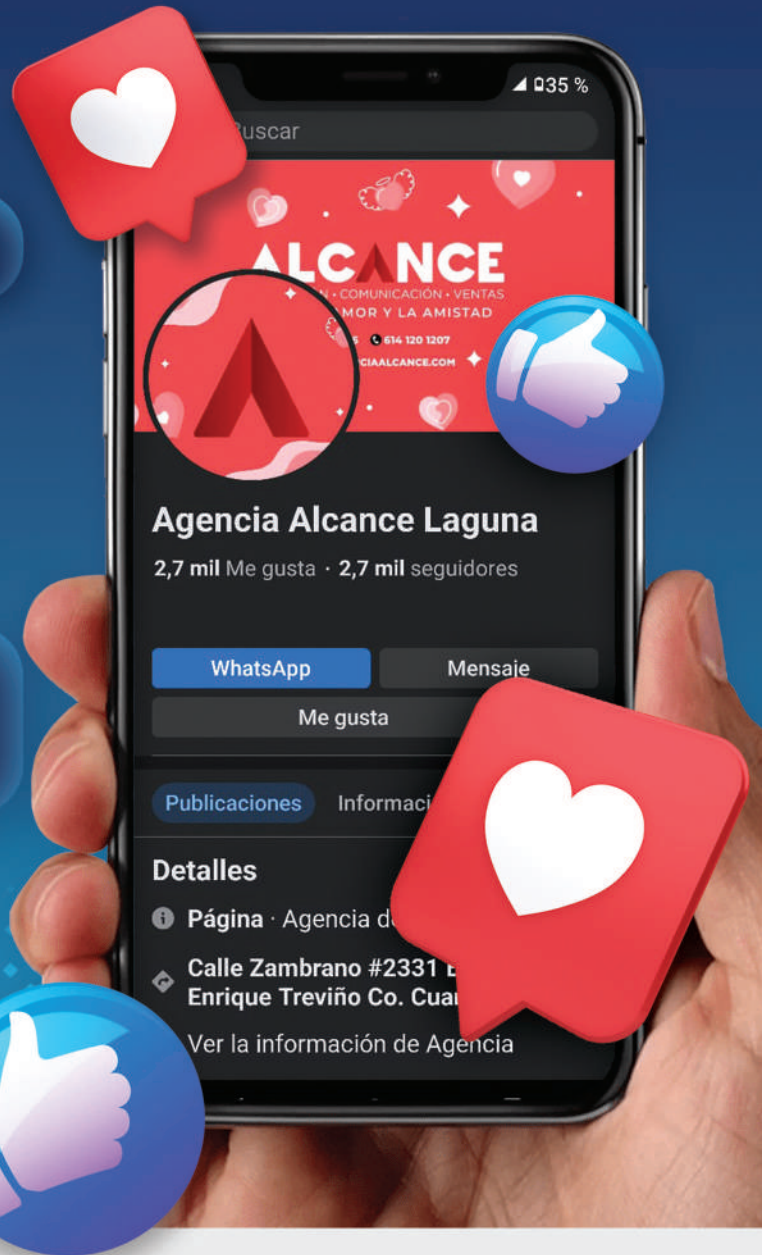 35 %
uscar
ALCANCE
N • COMUNICACIÓN • VENTAS
MOR Y LA AMISTAD
6 614 120 1207
CIAALCANCE.COM
Agencia Alcance Laguna
2,7 mil Me gusta · 2,7 mil seguidores
WhatsApp Mensaje
Me gusta
Publicaciones Informaci
Detalles
Página · Agencia d
Calle Zambrano #2331
Enrique Treviño Co. Cua
Ver la información de Agencia